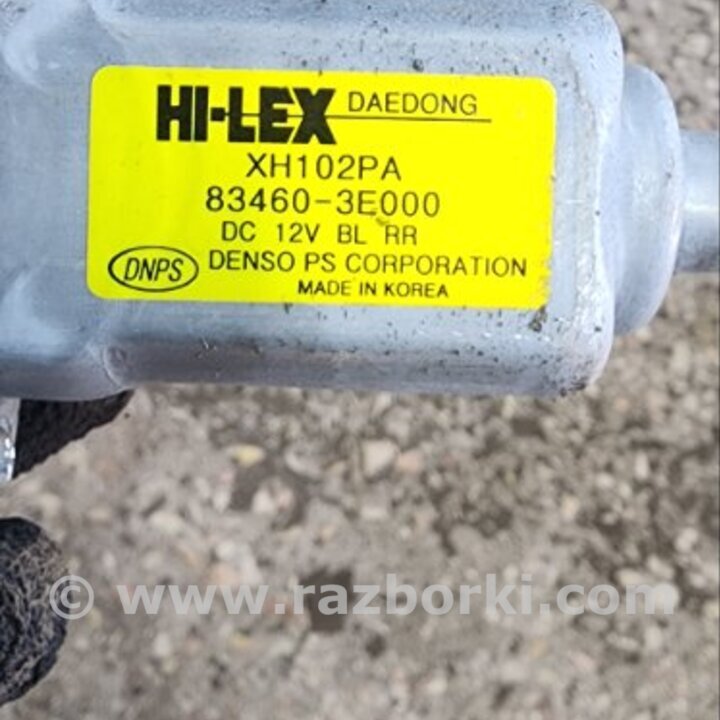 HI-LEX DAEDONG
XH102PA
83460-3E000
DC 12V BL RR
DNPS DENSO PS CORPORATION
MADE IN KOREA
© www.razborki.com